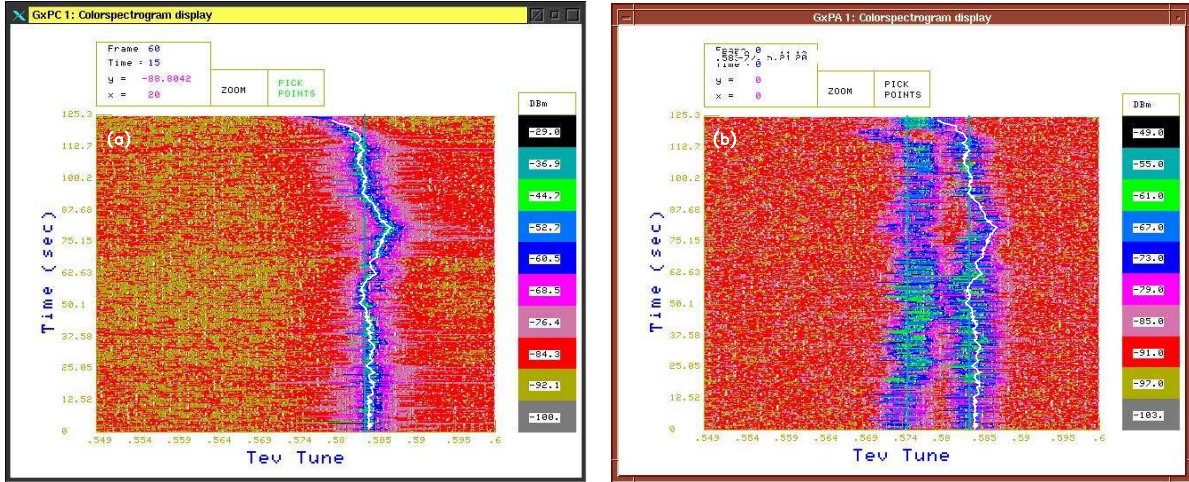 GxPC 1: Colorspectrogram display
Frame 60
Time : 15
y = -88.8042
x = 20
ZOOM
PICK
POINTS
DBm
125.3
112.7
100.2
87.68
75.15
62.63
50.1
37.58
25.05
12.52
0
Time (sec)
(a)
-29.0
-36.9
-44.7
-52.7
-60.5
-68.5
-76.4
-84.3
-92.1
-100.
.549 .554 .559 .564 .569 .574 .58 .585 .59 .595 .6
Tev Tune
GxPA 1: Colorspectrogram display
0
Time : 0
y = 0
x = 0
ZOOM
PICK
POINTS
DBm
125.3
112.7
100.2
87.68
75.15
62.63
50.1
37.58
25.05
12.52
0
Time (sec)
(b)
-49.0
-55.0
-61.0
-67.0
-73.0
-79.0
-85.0
-91.0
-97.0
-103.
.549 .554 .559 .564 .569 .574 .58 .585 .59 .595 .6
Tev Tune